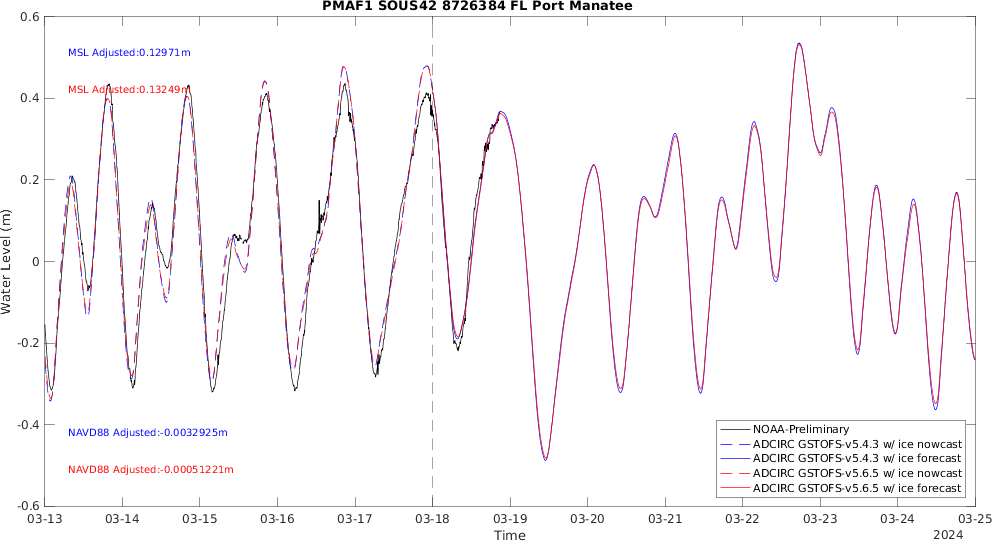 PMAF1 SOUS42 8726384 FL Port Manatee
0.6
MSL Adjusted:0.12971m
MSL Adjusted:0.13249m
0.4
0.2
0
-0.2
-0.4
-0.6
Water Level (m)
NAVD88 Adjusted:-0.0032925m
NAVD88 Adjusted:-0.00051221m
NOAA-Preliminary
ADCIRC GSTOFS-v5.4.3 w/ ice nowcast
ADCIRC GSTOFS-v5.4.3 w/ ice forecast
ADCIRC GSTOFS-v5.6.5 w/ ice nowcast
ADCIRC GSTOFS-v5.6.5 w/ ice forecast
03-13 03-14 03-15 03-16 03-17 03-18 03-19 03-20 03-21 03-22 03-23 03-24 03-25
Time
2024